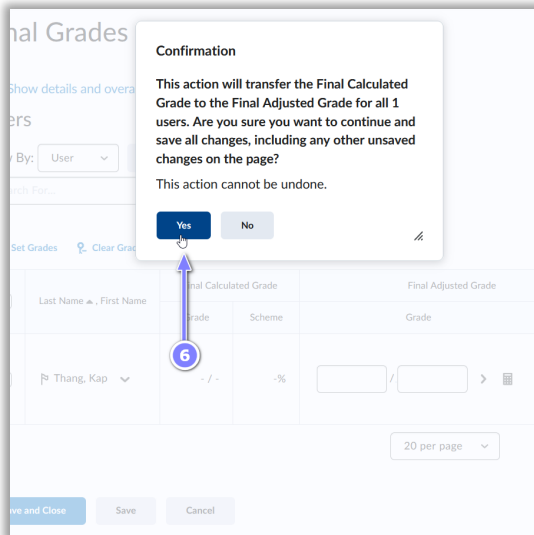 nal Grades
Confirmation
This action will transfer the Final Calculated
Grade to the Final Adjusted Grade for all 1
users. Are you sure you want to continue and
save all changes, including any other unsaved
changes on the page?
This action cannot be undone.
Yes
No
Show details and overa
ers
By:
User
rch For...
Set Grades
Clear Grad
Last Name , First Name
inal Calculated Grade
Final Adjusted Grade
Grade
Scheme
Grade
6
Thang, Kap
- / -
-%
/
20 per page
ve and Close
Save
Cancel